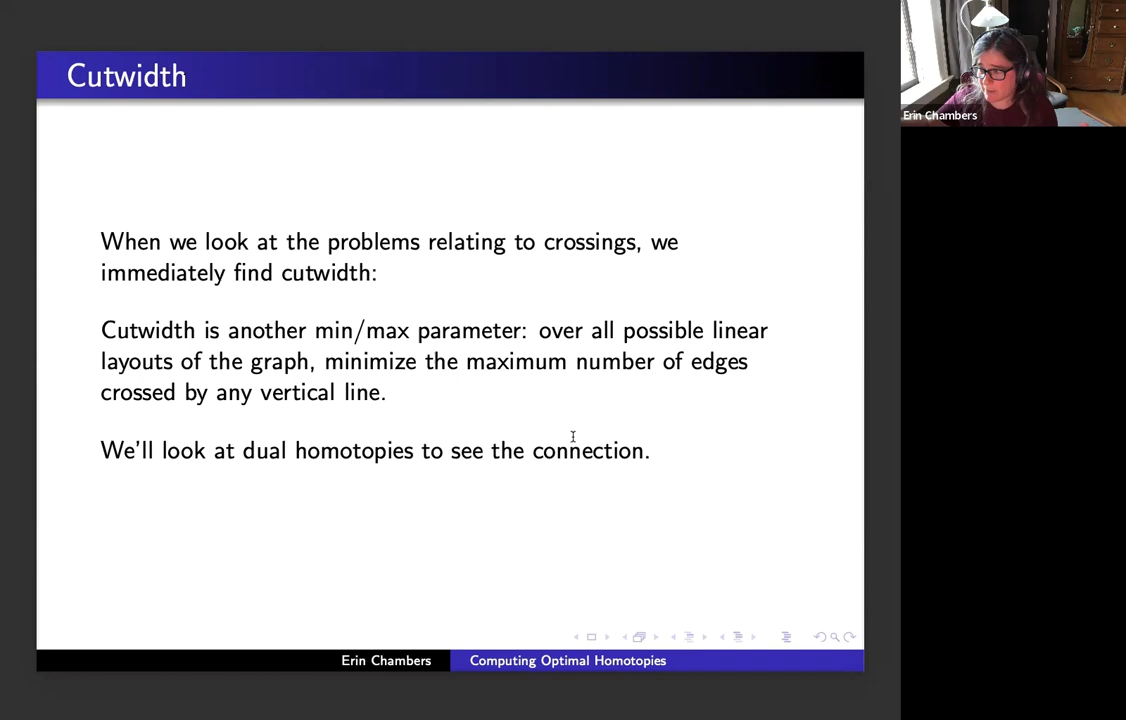 Cutwidth
When we look at the problems relating to crossings, we
immediately find cutwidth:
Cutwidth is another min/max parameter: over all possible linear
layouts of the graph, minimize the maximum number of edges
crossed by any vertical line.
We'll look at dual homotopies to see the connection.
Erin Chambers
Computing Optimal Homotopies
Erin Chambers